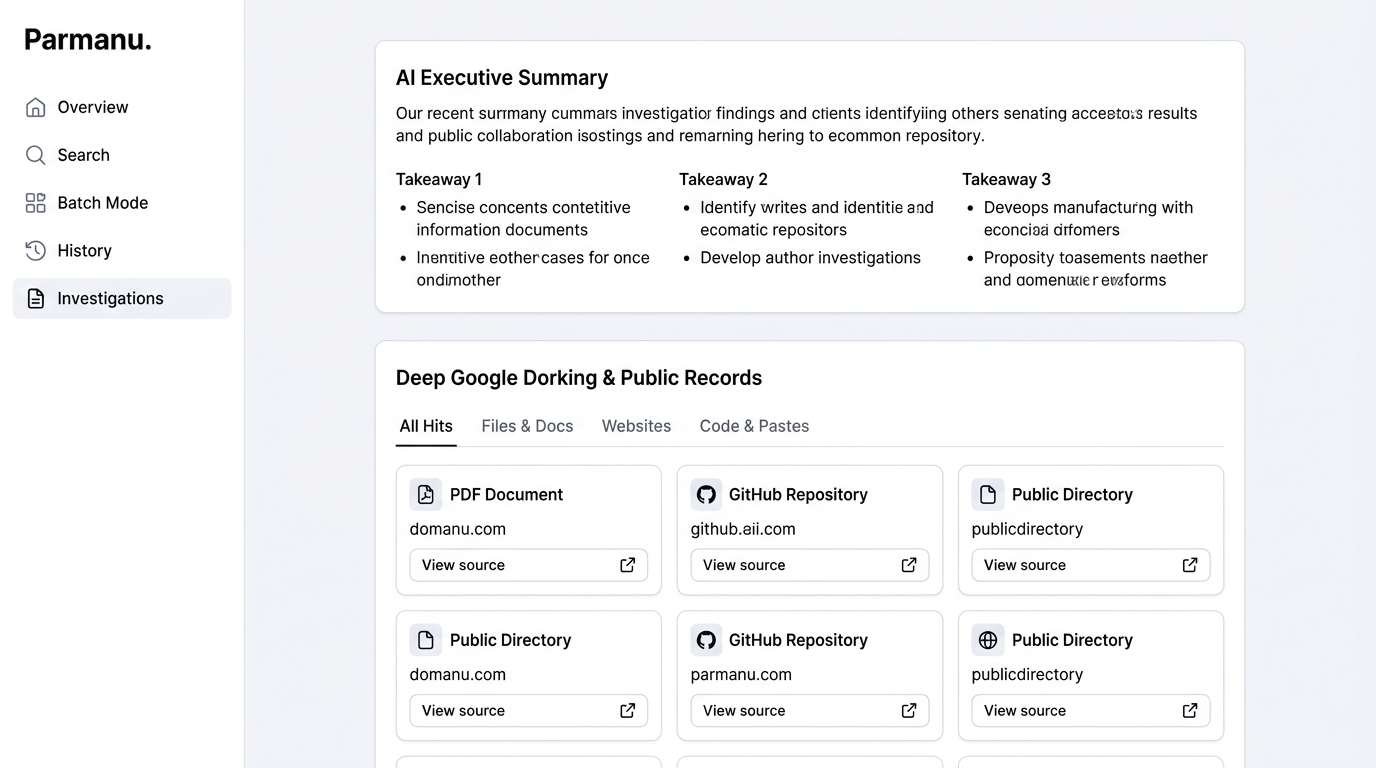 Parmanu.
Overview
Search
Batch Mode
History
Investigations
AI Executive Summary
Our recent surmany cummars investigatior findings and clients identifyiing others senating results
and public collaboration isostings and remarning hering to ecommon repository.
Takeaway 1
Sencise concents contetitive
information documents
eothercases for once
ondimother
Takeaway 2
Identify writes and identitie and
ecomatic repositors
Develop author investigations
Takeaway 3
Deveops manufacturng with
Proposity toasements naether
and
Deep Google Dorking & Public Records
All Hits
Files & Docs
Websites
Code & Pastes
PDF Document
GitHub Repository
Public Directory
domanu.com
github.aii.com
publicdirectory
View source
View source
View source
Public Directory
GitHub Repository
Public Directory
domanu.com
parmanu.com
publicdirectory
View source
View source
View source